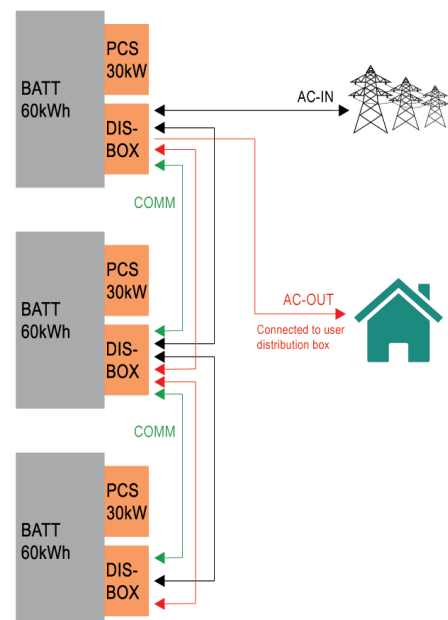 PCS
30kW
BATT
60kWh
DIS-
BOX
AC-IN
COMM
AC-OUT
Connected to user
distribution box
PCS
30kW
BATT
60kWh
DIS-
BOX
COMM
PCS
30kW
BATT
60kWh
DIS-
BOX